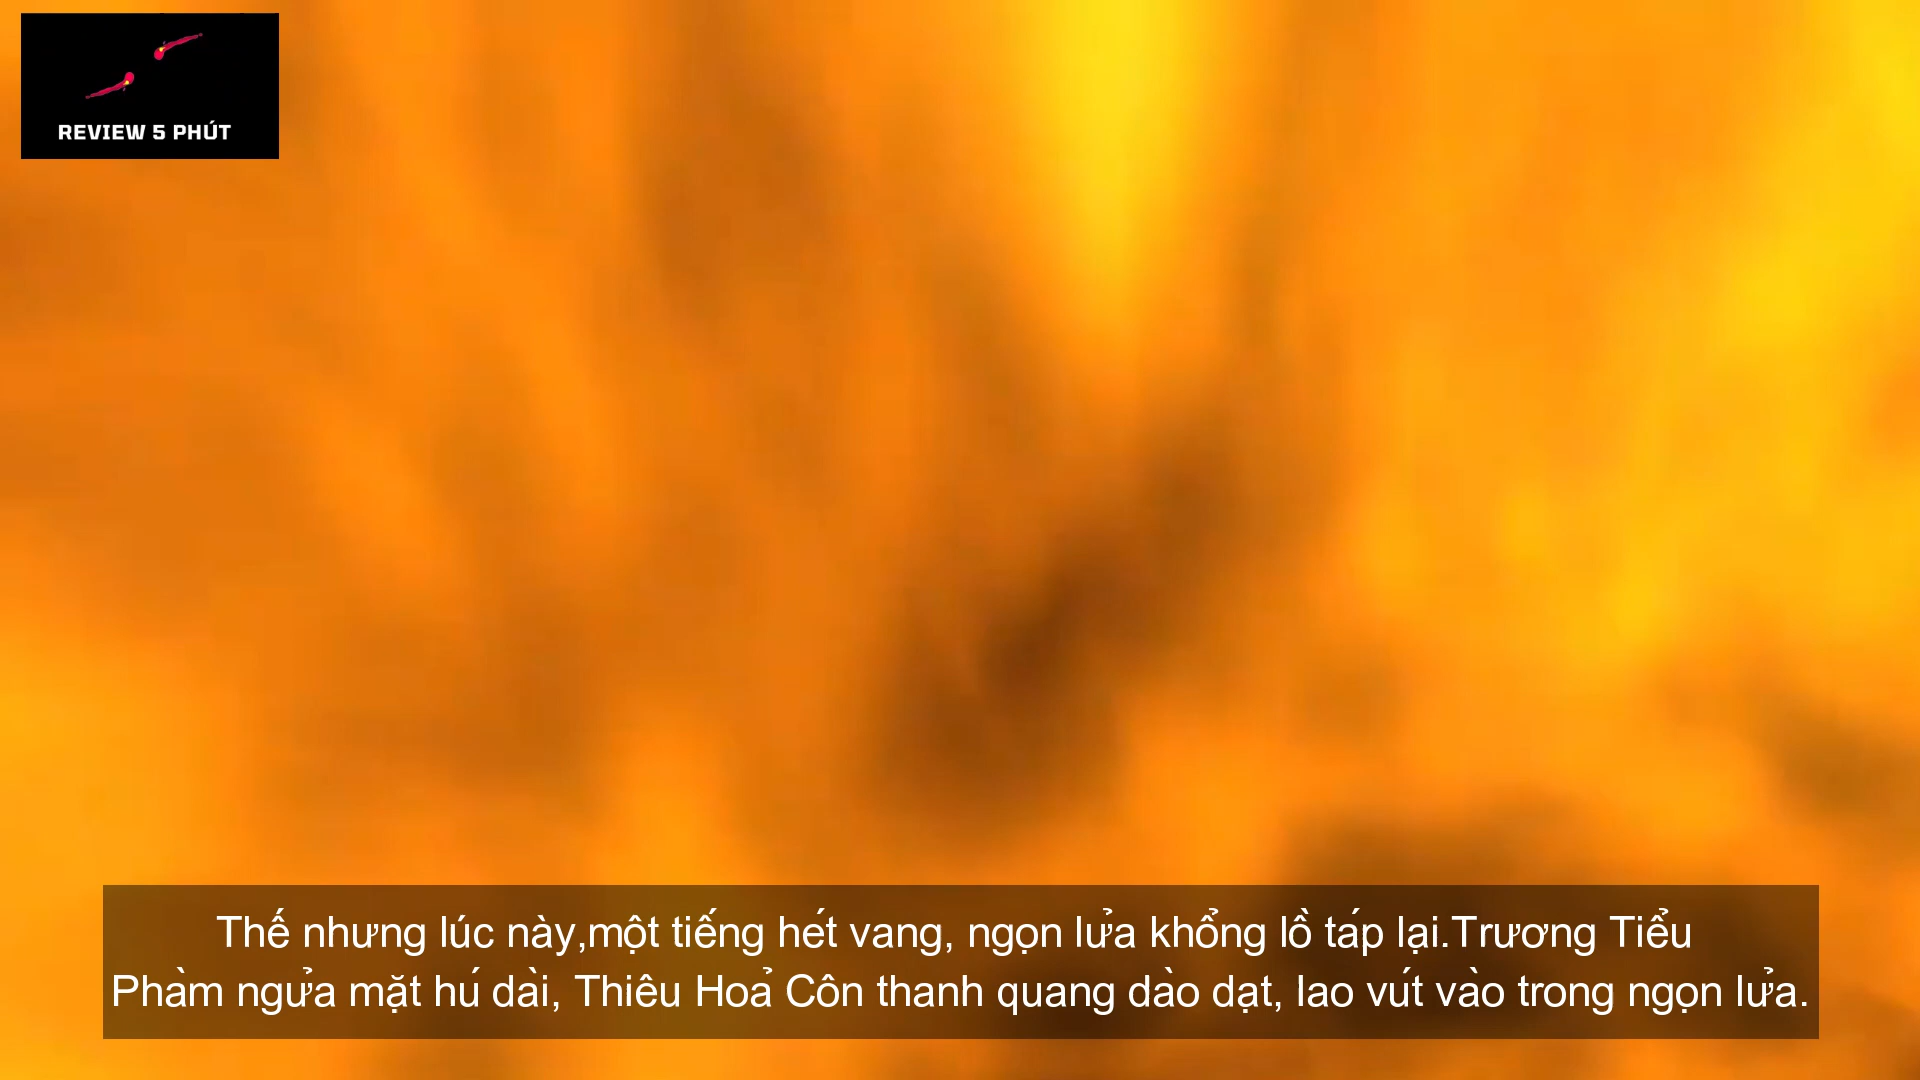 REVIEW 5 PHÚT
Thế nhưng lúc này,một tiếng hét vang, ngọn lửa khổng lồ táp lại.Trương Tiểu
Phàm ngửa mặt hú dài, Thiêu Hoả Côn thanh quang dào dạt, lao vút vào trong ngọn lửa.